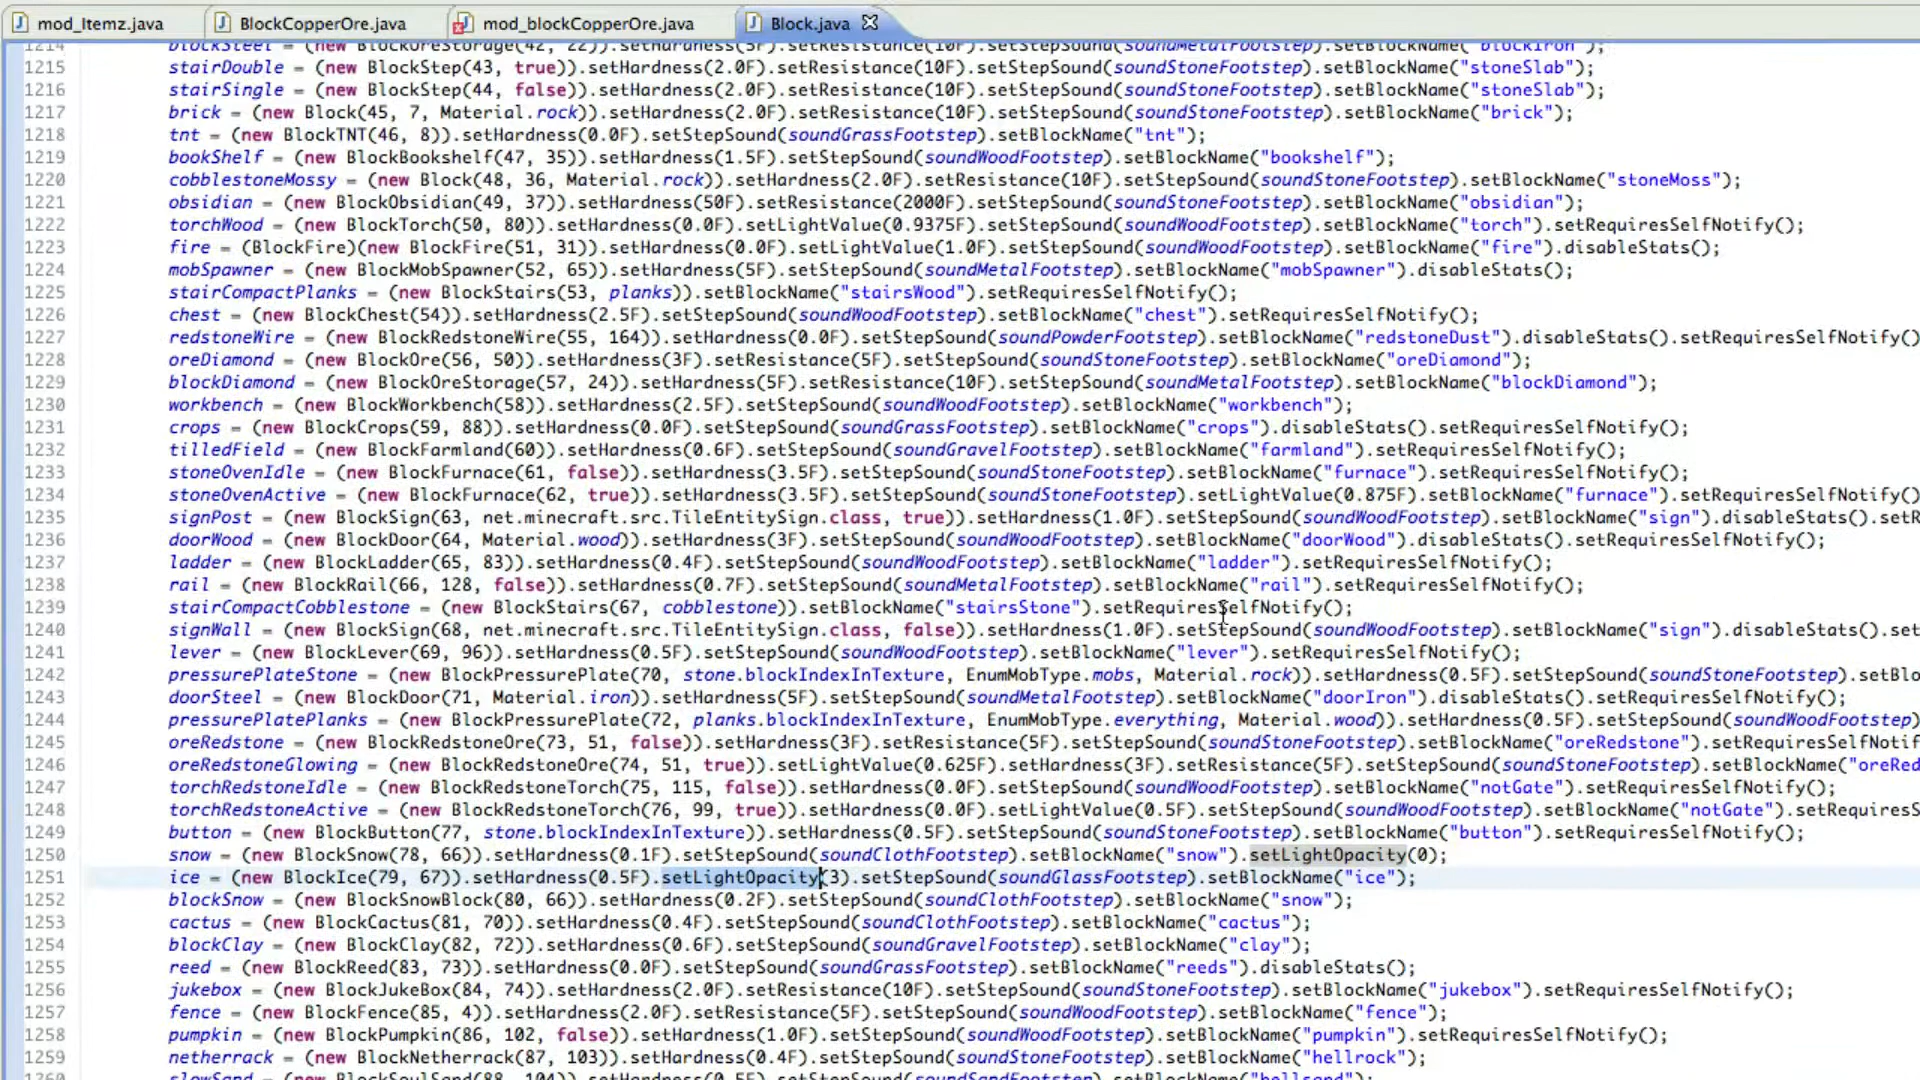 mod_Itemz.java BlockCopperOre.java mod_blockCopperOre.java Block.java
1214 blockSteel = (new BlockOreStorage(42, 22)).setHardness(5F).setResistance(10F).setStepSound(soundMetalFootstep).setBlockName("blockIron");
1215 stairDouble = (new BlockStep(43, true)).setHardness(2.0F).setResistance(10F).setStepSound(soundStoneFootstep).setBlockName("stoneSlab");
1216 stairSingle = (new BlockStep(44, false)).setHardness(2.0F).setResistance(10F).setStepSound(soundStoneFootstep).setBlockName("stoneSlab");
1217 brick = (new Block(45, 7, Material.rock)).setHardness(2.0F).setResistance(10F).setStepSound(soundStoneFootstep).setBlockName("brick");
1218 tnt = (new BlockTNT(46, 8)).setHardness(0.0F).setStepSound(soundGrassFootstep).setBlockName("tnt");
1219 bookShelf = (new BlockBookshelf(47, 35)).setHardness(1.5F).setStepSound(soundWoodFootstep).setBlockName("bookshelf");
1220 cobblestoneMossy = (new Block(48, 36, Material.rock)).setHardness(2.0F).setResistance(10F).setStepSound(soundStoneFootstep).setBlockName("stoneMoss");
1221 obsidian = (new BlockObsidian(49, 37)).setHardness(50F).setResistance(2000F).setStepSound(soundStoneFootstep).setBlockName("obsidian");
1222 torchWood = (new BlockTorch(50, 80)).setHardness(0.0F).setLightValue(0.9375F).setStepSound(soundWoodFootstep).setBlockName("torch").setRequiresSelfNotify();
1223 fire = (BlockFire)(new BlockFire(51, 31)).setHardness(0.0F).setLightValue(1.0F).setStepSound(soundWoodFootstep).setBlockName("fire").disableStats();
1224 mobSpawner = (new BlockMobSpawner(52, 65)).setHardness(5F).setStepSound(soundMetalFootstep).setBlockName("mobSpawner").disableStats();
1225 stairCompactPlanks = (new BlockStairs(53, planks)).setBlockName("stairsWood").setRequiresSelfNotify();
1226 chest = (new BlockChest(54)).setHardness(2.5F).setStepSound(soundWoodFootstep).setBlockName("chest").setRequiresSelfNotify();
1227 redstoneWire = (new BlockRedstoneWire(55, 164)).setHardness(0.0F).setStepSound(soundPowderFootstep).setBlockName("redstoneDust").disableStats().setRequiresSelfNotify()
1228 oreDiamond = (new BlockOre(56, 50)).setHardness(3F).setResistance(5F).setStepSound(soundStoneFootstep).setBlockName("oreDiamond");
1229 blockDiamond = (new BlockOreStorage(57, 24)).setHardness(5F).setResistance(10F).setStepSound(soundMetalFootstep).setBlockName("blockDiamond");
1230 workbench = (new BlockWorkbench(58)).setHardness(2.5F).setStepSound(soundWoodFootstep).setBlockName("workbench");
1231 crops = (new BlockCrops(59, 88)).setHardness(0.0F).setStepSound(soundGrassFootstep).setBlockName("crops").disableStats().setRequiresSelfNotify();
1232 tilledField = (new BlockFarmland(60)).setHardness(0.6F).setStepSound(soundGravelFootstep).setBlockName("farmland").setRequiresSelfNotify();
1233 stoneOvenIdle = (new BlockFurnace(61, false)).setHardness(3.5F).setStepSound(soundStoneFootstep).setBlockName("furnace").setRequiresSelfNotify();
1234 stoneOvenActive = (new BlockFurnace(62, true)).setHardness(3.5F).setStepSound(soundStoneFootstep).setLightValue(0.875F).setBlockName("furnace").setRequiresSelfNotify()
1235 signPost = (new BlockSign(63, net.minecraft.src.TileEntitySign.class, true)).setHardness(1.0F).setStepSound(soundWoodFootstep).setBlockName("sign").disableStats().setR
1236 doorWood = (new BlockDoor(64, Material.wood)).setHardness(3F).setStepSound(soundWoodFootstep).setBlockName("doorWood").disableStats().setRequiresSelfNotify();
1237 ladder = (new BlockLadder(65, 83)).setHardness(0.4F).setStepSound(soundWoodFootstep).setBlockName("ladder").setRequiresSelfNotify();
1238 rail = (new BlockRail(66, 128, false)).setHardness(0.7F).setStepSound(soundMetalFootstep).setBlockName("rail").setRequiresSelfNotify();
1239 stairCompactCobblestone = (new BlockStairs(67, cobblestone)).setBlockName("stairsStone").setRequiresSelfNotify();
1240 signWall = (new BlockSign(68, net.minecraft.src.TileEntitySign.class, false)).setHardness(1.0F).setStepSound(soundWoodFootstep).setBlockName("sign").disableStats().set
1241 lever = (new BlockLever(69, 96)).setHardness(0.5F).setStepSound(soundWoodFootstep).setBlockName("lever").setRequiresSelfNotify();
1242 pressurePlateStone = (new BlockPressurePlate(70, stone.blockIndexInTexture, EnumMobType.mobs, Material.rock)).setHardness(0.5F).setStepSound(soundStoneFootstep).setBlo
1243 doorSteel = (new BlockDoor(71, Material.iron)).setHardness(5F).setStepSound(soundMetalFootstep).setBlockName("doorIron").disableStats().setRequiresSelfNotify();
1244 pressurePlatePlanks = (new BlockPressurePlate(72, planks.blockIndexInTexture, EnumMobType.everything, Material.wood)).setHardness(0.5F).setStepSound(soundWoodFootstep)
1245 oreRedstone = (new BlockRedstoneOre(73, 51, false)).setHardness(3F).setResistance(5F).setStepSound(soundStoneFootstep).setBlockName("oreRedstone").setRequiresSelfNotif
1246 oreRedstoneGlowing = (new BlockRedstoneOre(74, 51, true)).setLightValue(0.625F).setHardness(3F).setResistance(5F).setStepSound(soundStoneFootstep).setBlockName("oreRed
1247 torchRedstoneIdle = (new BlockRedstoneTorch(75, 115, false)).setHardness(0.0F).setStepSound(soundWoodFootstep).setBlockName("notGate").setRequiresSelfNotify();
1248 torchRedstoneActive = (new BlockRedstoneTorch(76, 99, true)).setHardness(0.0F).setLightValue(0.5F).setStepSound(soundWoodFootstep).setBlockName("notGate").setRequiresS
1249 button = (new BlockButton(77, stone.blockIndexInTexture)).setHardness(0.5F).setStepSound(soundStoneFootstep).setBlockName("button").setRequiresSelfNotify();
1250 snow = (new BlockSnow(78, 66)).setHardness(0.1F).setStepSound(soundClothFootstep).setBlockName("snow").setLightOpacity(0);
1251 ice = (new BlockIce(79, 67)).setHardness(0.5F).setLightOpacity(3).setStepSound(soundGlassFootstep).setBlockName("ice");
1252 blockSnow = (new BlockSnowBlock(80, 66)).setHardness(0.2F).setStepSound(soundClothFootstep).setBlockName("snow");
1253 cactus = (new BlockCactus(81, 70)).setHardness(0.4F).setStepSound(soundClothFootstep).setBlockName("cactus");
1254 blockClay = (new BlockClay(82, 72)).setHardness(0.6F).setStepSound(soundGravelFootstep).setBlockName("clay");
1255 reed = (new BlockReed(83, 73)).setHardness(0.0F).setStepSound(soundGrassFootstep).setBlockName("reeds").disableStats();
1256 jukebox = (new BlockJukeBox(84, 74)).setHardness(2.0F).setResistance(10F).setStepSound(soundStoneFootstep).setBlockName("jukebox").setRequiresSelfNotify();
1257 fence = (new BlockFence(85, 4)).setHardness(2.0F).setResistance(5F).setStepSound(soundWoodFootstep).setBlockName("fence");
1258 pumpkin = (new BlockPumpkin(86, 102, false)).setHardness(1.0F).setStepSound(soundWoodFootstep).setBlockName("pumpkin").setRequiresSelfNotify();
1259 netherrack = (new BlockNetherrack(87, 103)).setHardness(0.4F).setStepSound(soundStoneFootstep).setBlockName("hellrock");
1260 slowSand = (new BlockSoulSand(88, 104)).setHardness(0.5F).setStepSound(soundSandFootstep).setBlockName("hellsand");